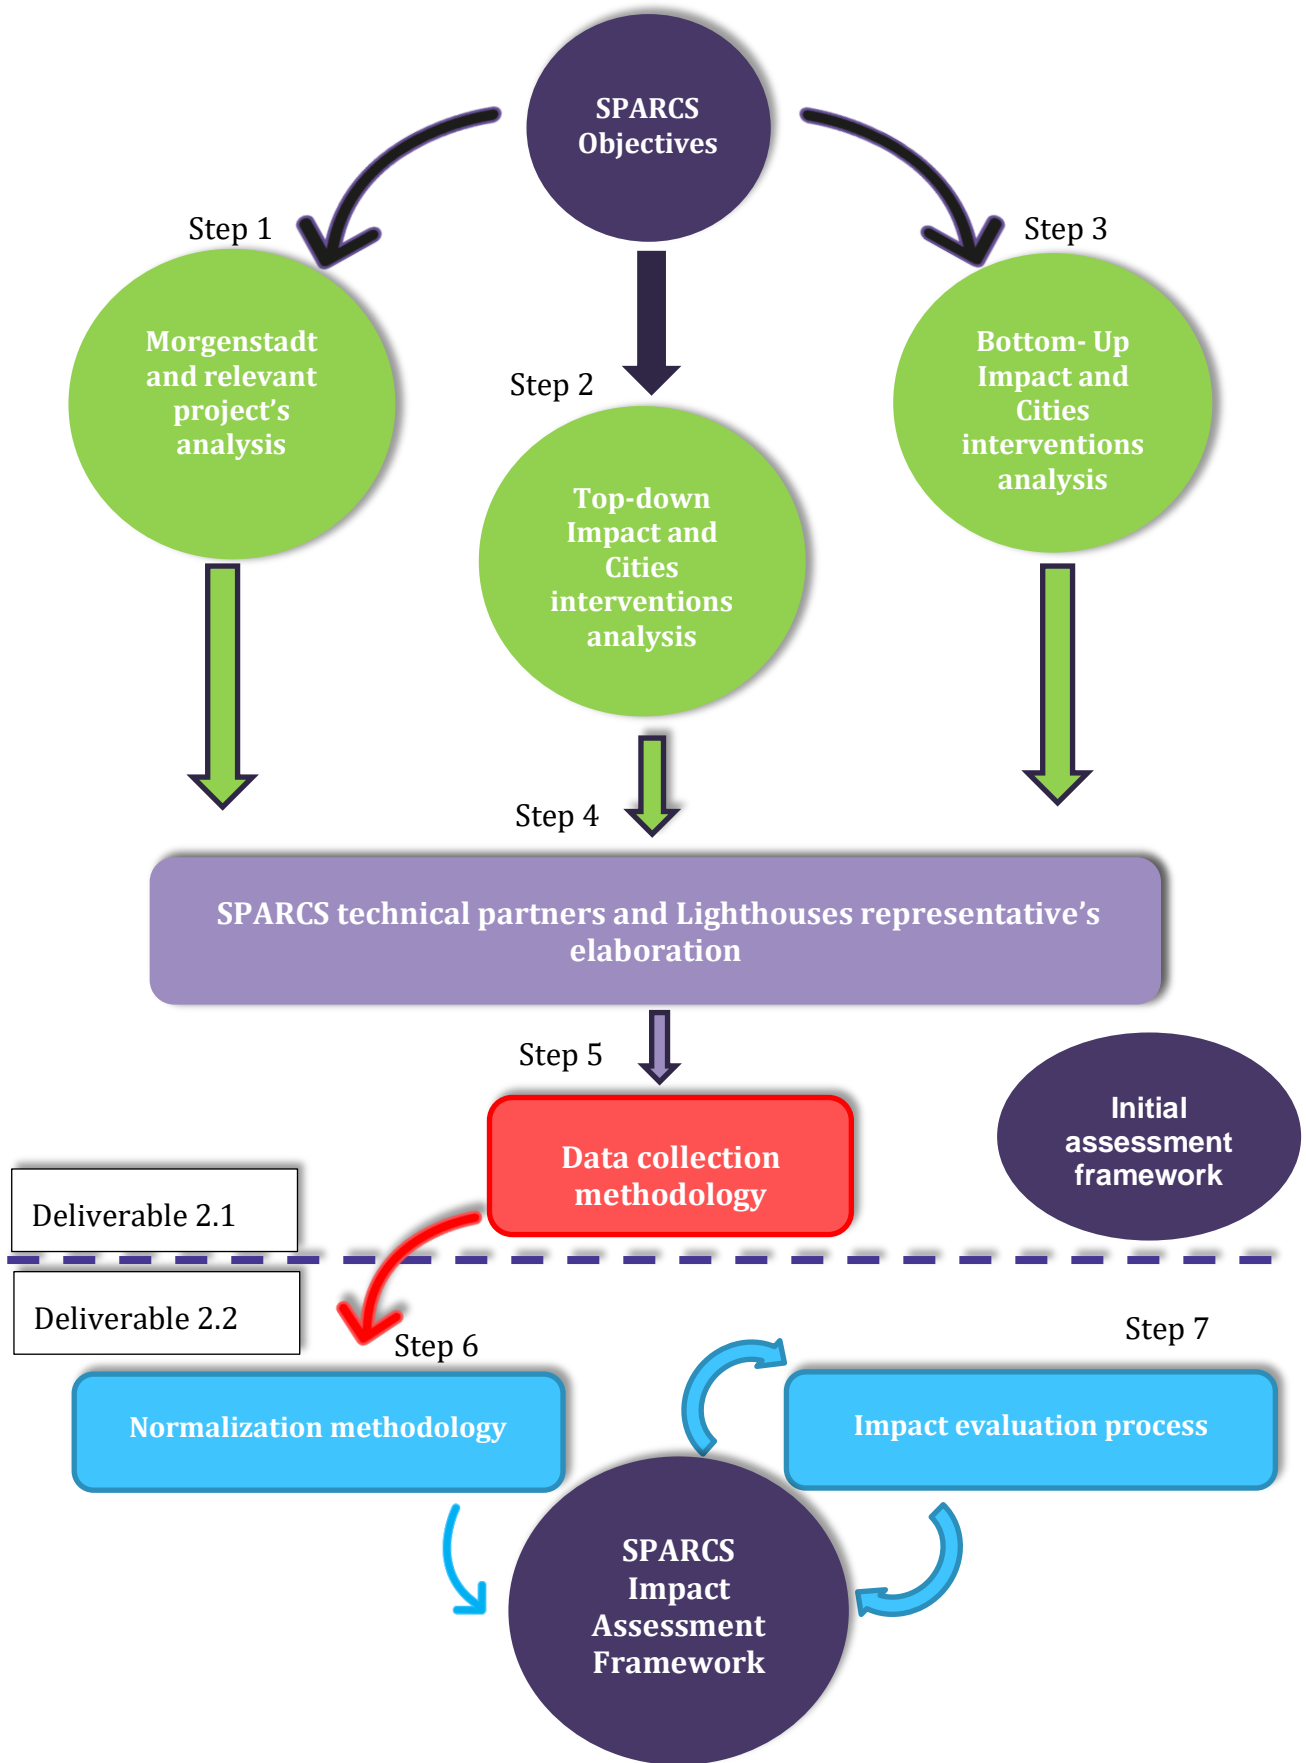 SPARCS
Objectives
Step 1
Step 3
Morgenstadt
and relevant
project’s
analysis
Step 2
Bottom- Up
Impact and
Cities
interventions
analysis
Top-down
Impact and
Cities
interventions
analysis
Step 4
SPARCS technical partners and Lighthouses representative’s
elaboration
Step 5
Data collection
methodology
Initial
assessment
framework
Deliverable 2.1
Deliverable 2.2
Step 6
Step 7
Normalization methodology
Impact evaluation process
SPARCS
Impact
Assessment
Framework